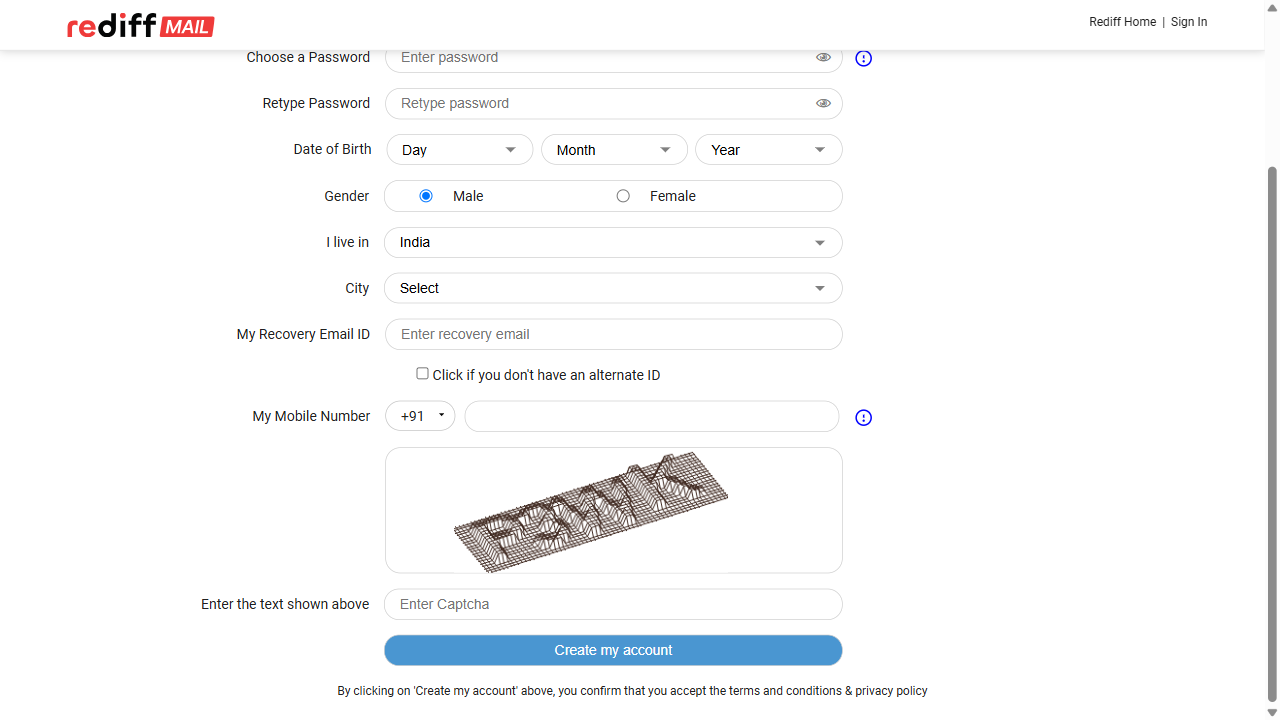 rediff MAIL
Rediff Home | Sign In
Choose a Password
Enter password
Retype Password
Retype password
Date of Birth
Day
Month
Year
Gender
Male
Female
I live in
India
City
Select
My Recovery Email ID
Enter recovery email
Click if you don't have an alternate ID
My Mobile Number
+91
Enter the text shown above
Enter Captcha
Create my account
By clicking on 'Create my account' above, you confirm that you accept the terms and conditions & privacy policy